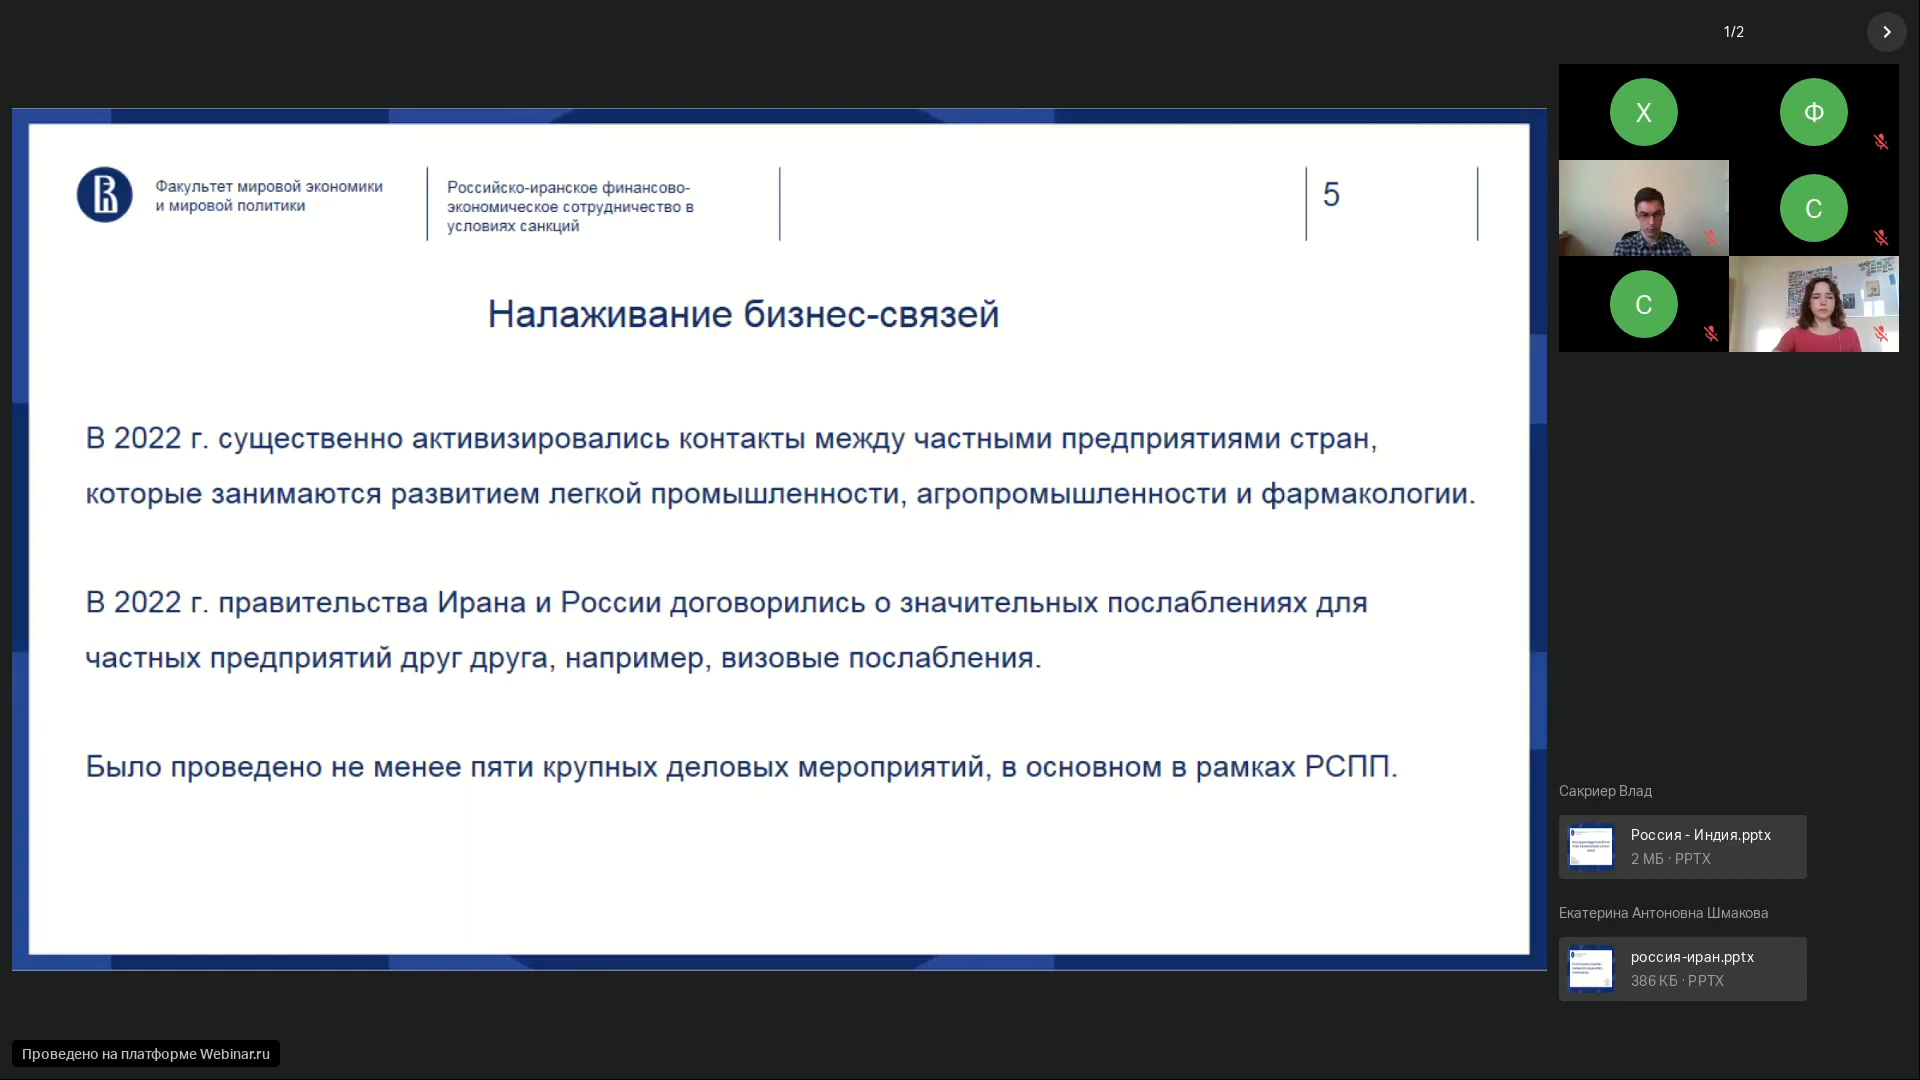 1/2
Факультет мировой экономики
и мировой политики
Российско-иранское финансово-
экономическое сотрудничество в
условиях санкций
5
Налаживание бизнес-связей
В 2022 г. существенно активизировались контакты между частными предприятиями стран,
которые занимаются развитием легкой промышленности, агропромышленности и фармакологии.
В 2022 г. правительства Ирана и России договорились о значительных послаблениях для
частных предприятий друг друга, например, визовые послабления.
Было проведено не менее пяти крупных деловых мероприятий, в основном в рамках РСПП.
Х
Ф
С
С
Сакриер Влад
Россия - Индия.pptx
2 МБ · PPTX
Екатерина Антоновна Шмакова
россия-иран.pptx
386 КБ · PPTX
Проведено на платформе Webinar.ru